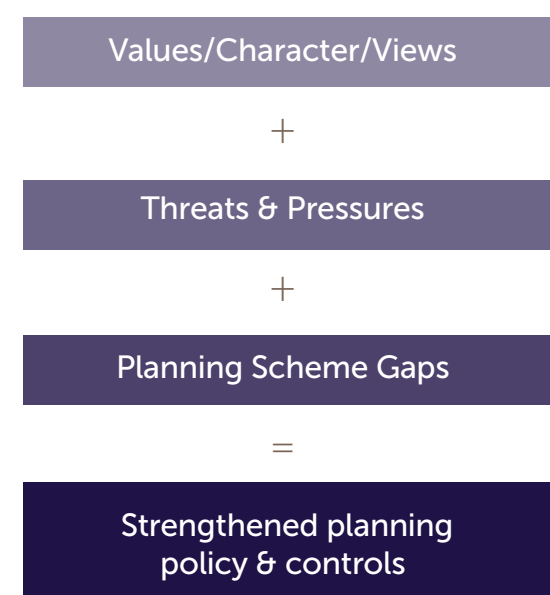 Values/Character/Views
+
Threats & Pressures
+
Planning Scheme Gaps
=
Strengthened planning
policy & controls